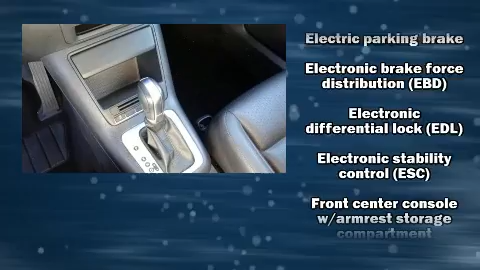 Electric parking brake
Electronic brake force
distribution (EBD)
Electronic
differential lock (EDL)
Electronic stability
control (ESC)
Front center console
w/armrest storage
compartment